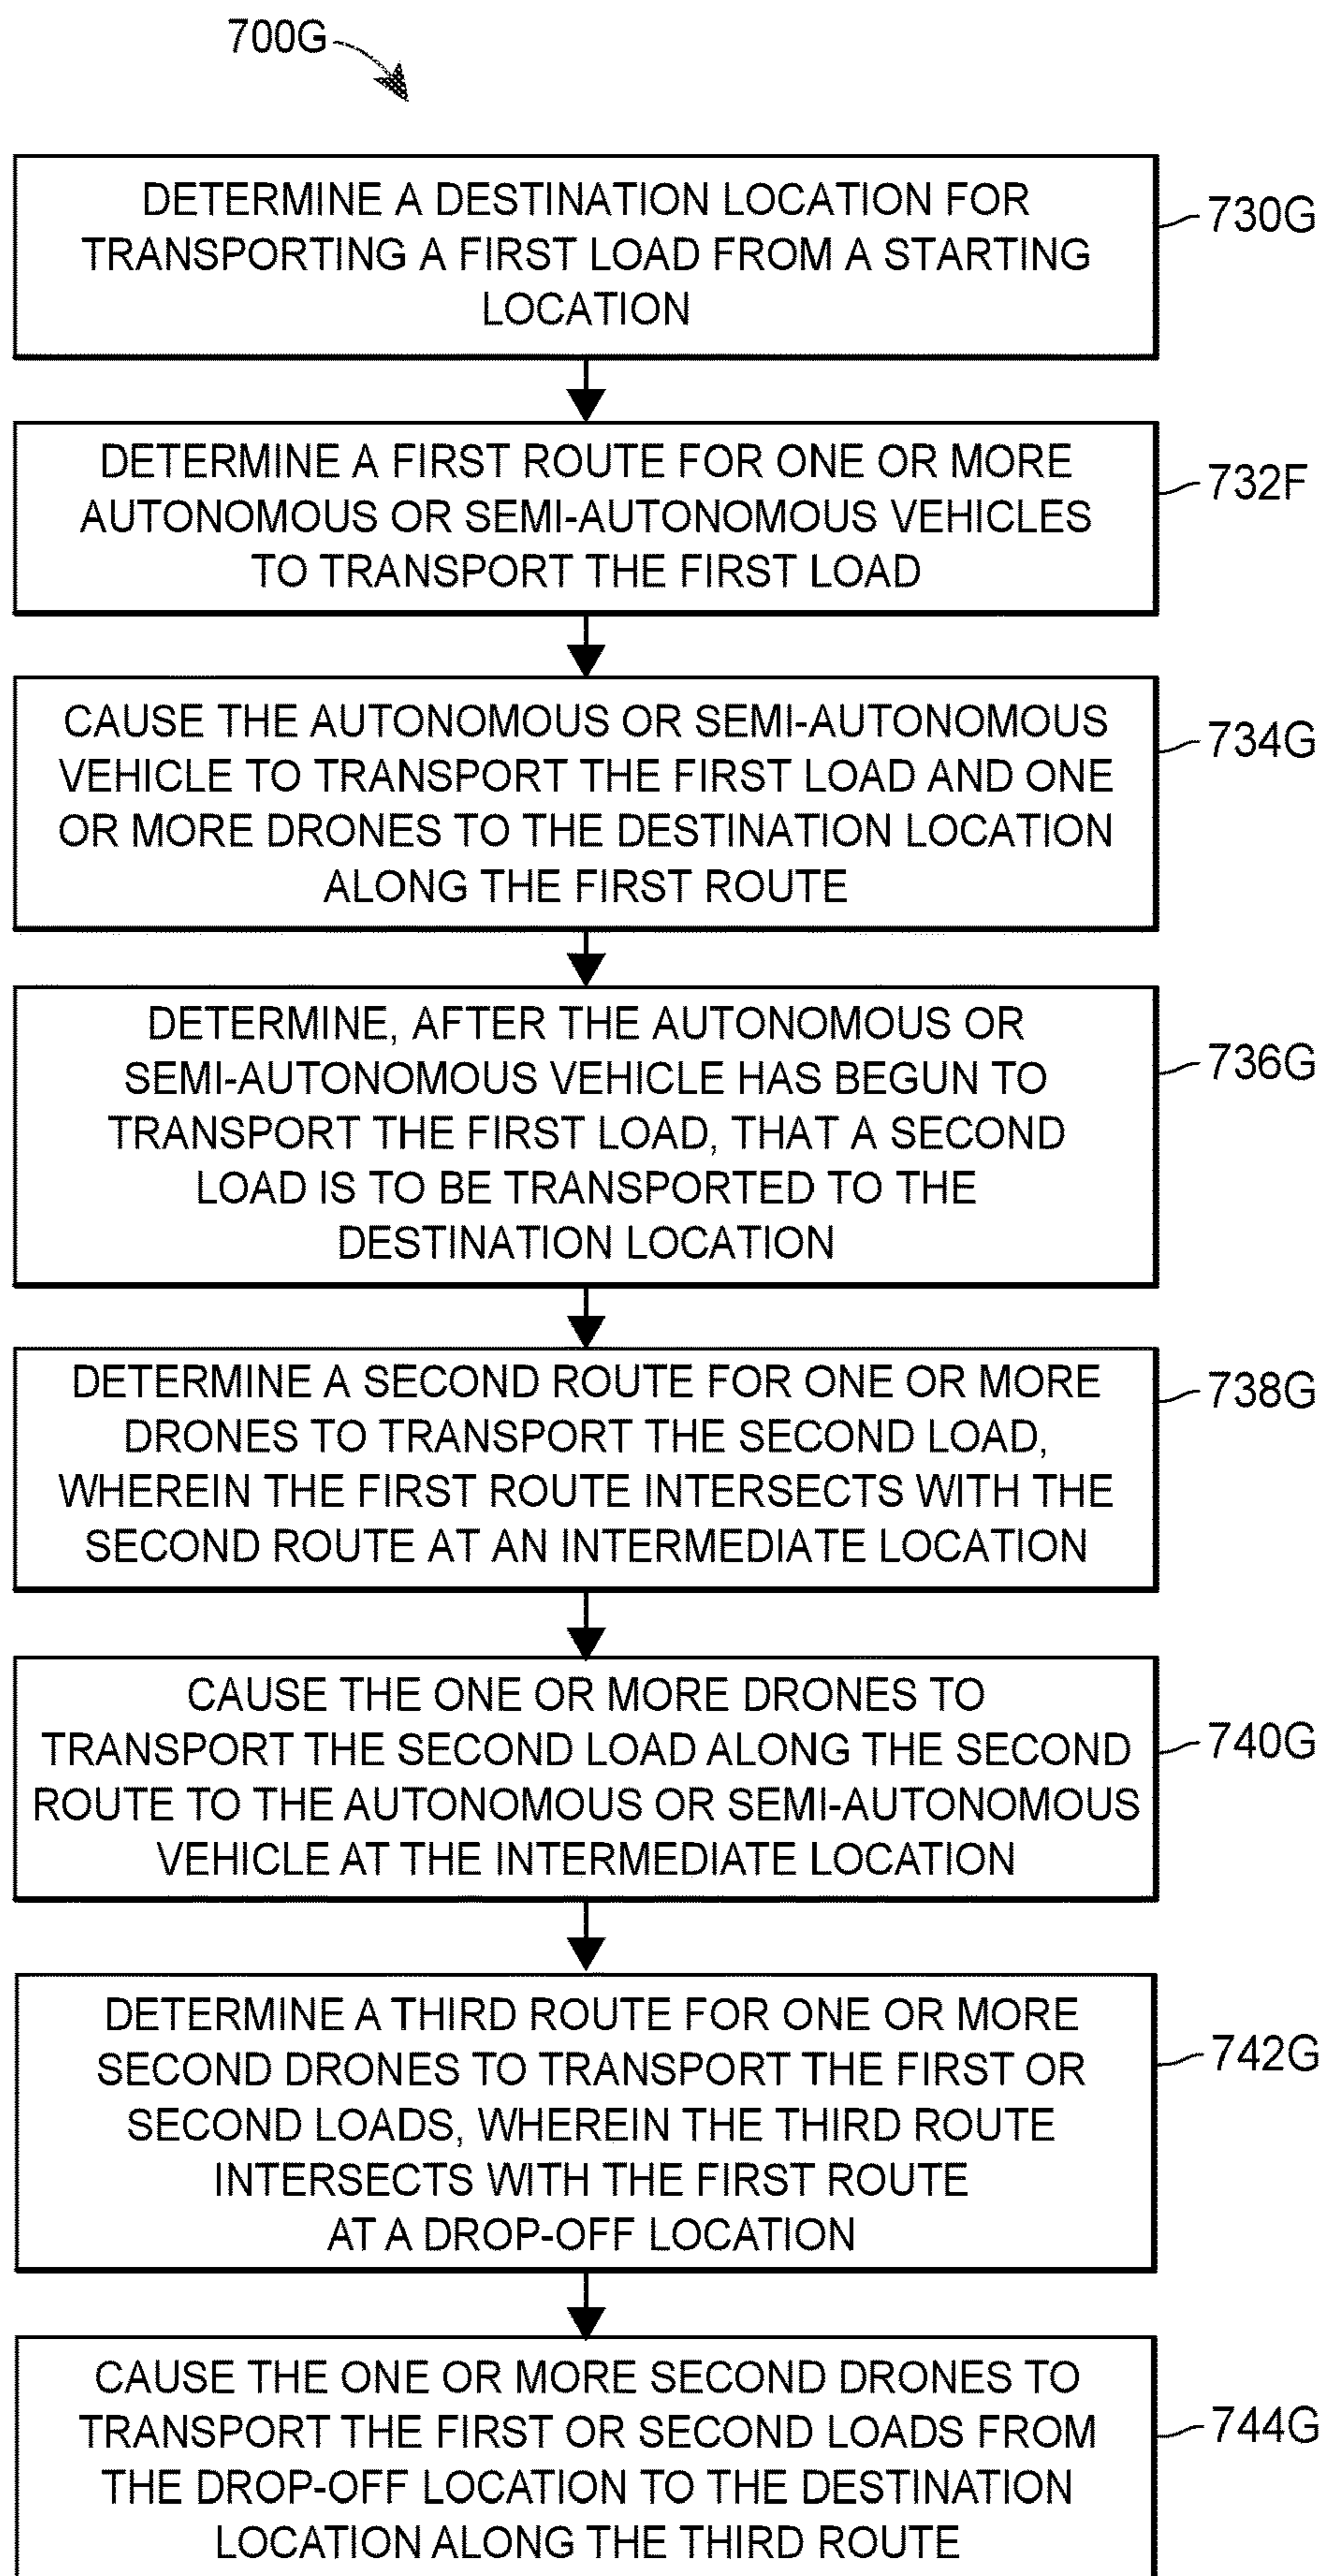 700G
DETERMINE A DESTINATION LOCATION FOR
TRANSPORTING A FIRST LOAD FROM A STARTING
LOCATION
730G
DETERMINE A FIRST ROUTE FOR ONE OR MORE
AUTONOMOUS OR SEMI-AUTONOMOUS VEHICLES
TO TRANSPORT THE FIRST LOAD
732F
CAUSE THE AUTONOMOUS OR SEMI-AUTONOMOUS
VEHICLE TO TRANSPORT THE FIRST LOAD AND ONE
OR MORE DRONES TO THE DESTINATION LOCATION
ALONG THE FIRST ROUTE
734G
DETERMINE, AFTER THE AUTONOMOUS OR
SEMI-AUTONOMOUS VEHICLE HAS BEGUN TO
TRANSPORT THE FIRST LOAD, THAT A SECOND
LOAD IS TO BE TRANSPORTED TO THE
DESTINATION LOCATION
736G
DETERMINE A SECOND ROUTE FOR ONE OR MORE
DRONES TO TRANSPORT THE SECOND LOAD,
WHEREIN THE FIRST ROUTE INTERSECTS WITH THE
SECOND ROUTE AT AN INTERMEDIATE LOCATION
738G
CAUSE THE ONE OR MORE DRONES TO
TRANSPORT THE SECOND LOAD ALONG THE SECOND
ROUTE TO THE AUTONOMOUS OR SEMI-AUTONOMOUS
VEHICLE AT THE INTERMEDIATE LOCATION
740G
DETERMINE A THIRD ROUTE FOR ONE OR MORE
SECOND DRONES TO TRANSPORT THE FIRST OR
SECOND LOADS, WHEREIN THE THIRD ROUTE
INTERSECTS WITH THE FIRST ROUTE
AT A DROP-OFF LOCATION
742G
CAUSE THE ONE OR MORE SECOND DRONES TO
TRANSPORT THE FIRST OR SECOND LOADS FROM
THE DROP-OFF LOCATION TO THE DESTINATION
LOCATION ALONG THE THIRD ROUTE
744G